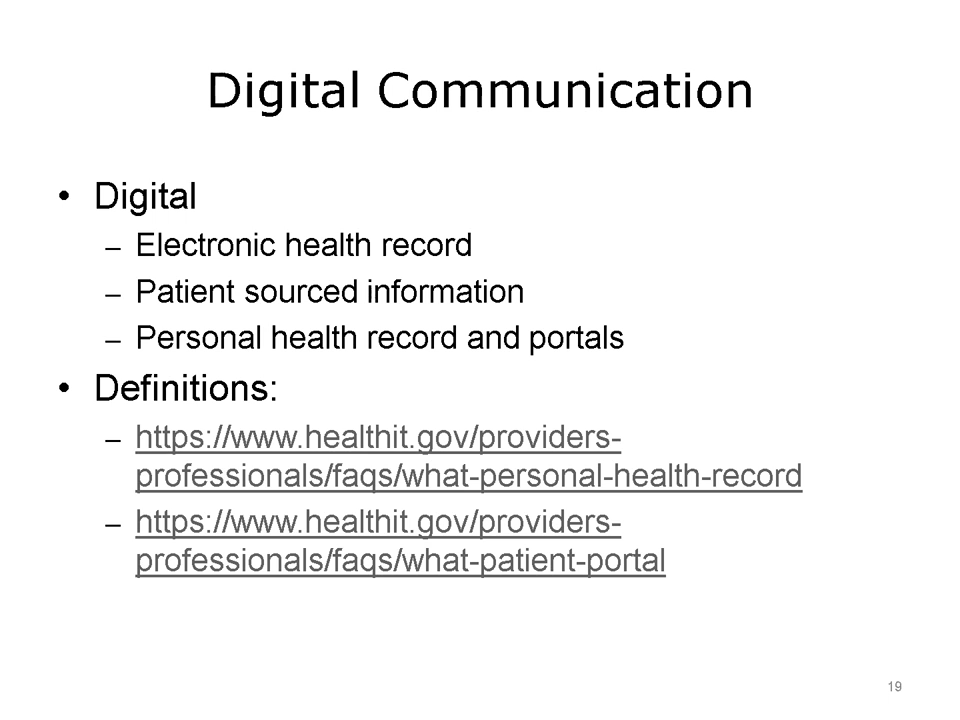 Digital Communication
• Digital
– Electronic health record
– Patient sourced information
– Personal health record and portals
• Definitions:
– https://www.healthit.gov/providers-
professionals/faqs/what-personal-health-record
– https://www.healthit.gov/providers-
professionals/faqs/what-patient-portal
19